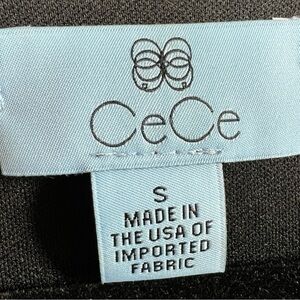 CeCe
S
MADE IN
THE USA OF
IMPORTED
FABRIC